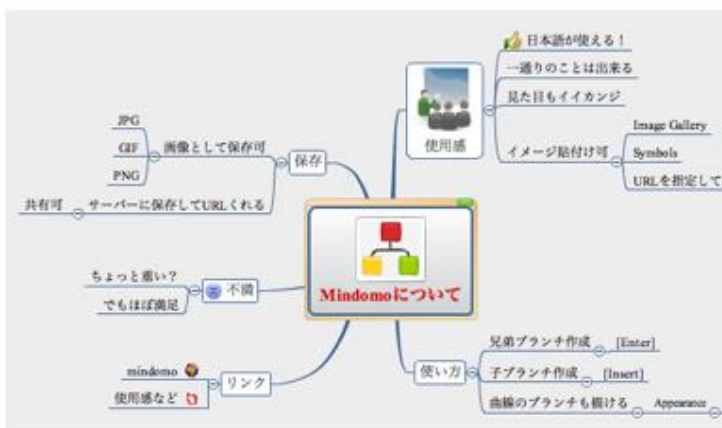 Mindomoについて
使用感
日本語が使える！
一通りのことは出来る
見た目もイイカンジ
イメージ貼付け可
Image Gallery
Symbols
URLを指定して
使い方
兄弟ブランチ作成
[Enter]
子ブランチ作成
[Insert]
曲線のブランチも描ける
Appearance
保存
画像として保存可
JPG
GIF
PNG
サーバーに保存してURLくれる
共有可
不満
ちょっと重い？
でもほぼ満足
リンク
mindomo
使用感など